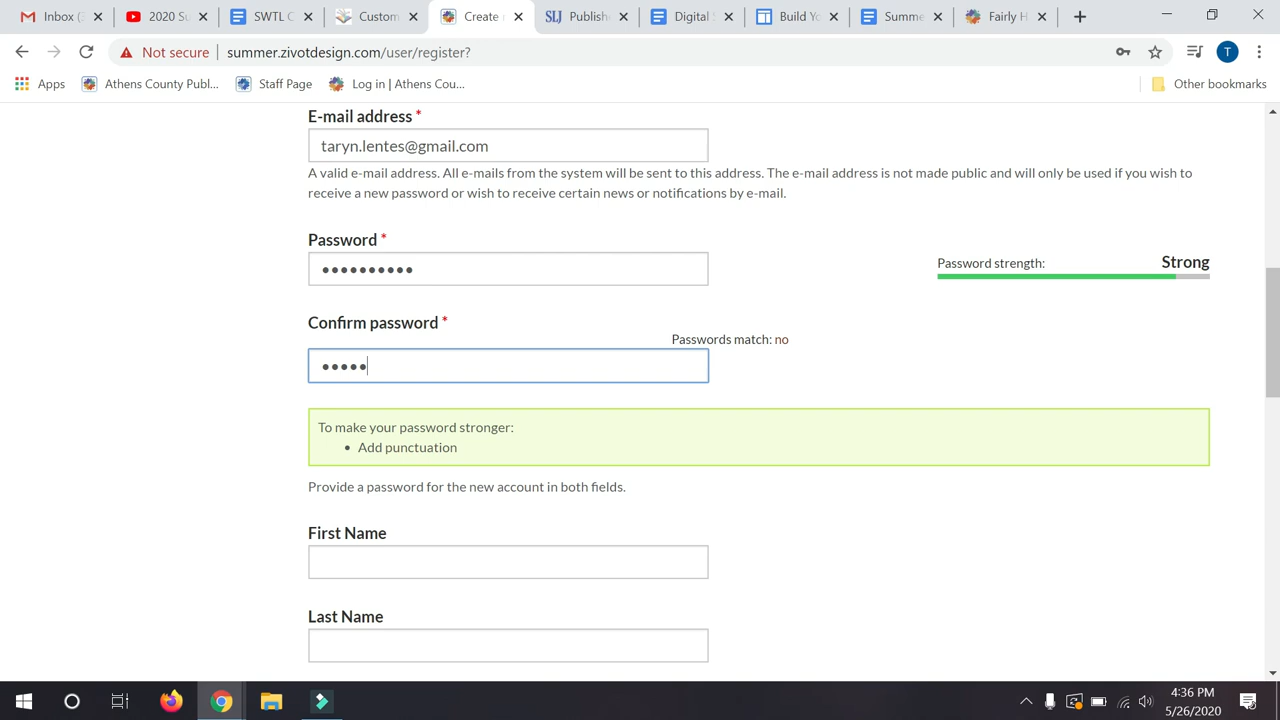 Inbox (2
2020 Su
SWYL C
Custom
Create n
SLJ Publish
Digital S
Build Yo
Summe
Fairly H
Not secure summer.zivotdesign.com/user/register? T
Apps Athens County Publ... Staff Page Log in | Athens Cou... Other bookmarks
E-mail address *
taryn.lentes@gmail.com
A valid e-mail address. All e-mails from the system will be sent to this address. The e-mail address is not made public and will only be used if you wish to
receive a new password or wish to receive certain news or notifications by e-mail.
Password *
Password strength: Strong
Confirm password *
Passwords match: no
To make your password stronger:
• Add punctuation
Provide a password for the new account in both fields.
First Name
Last Name
4:36 PM
5/26/2020